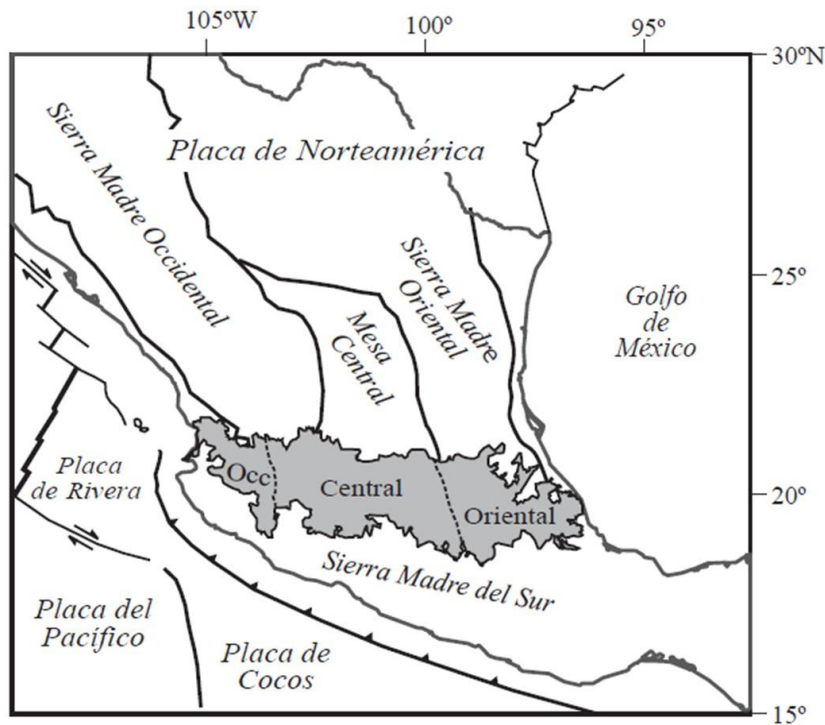 105ºW
100º
95º
30ºN
Sierra Madre Occidental
Placa de Norteamérica
Sierra Madre
Oriental
25º
Golfo
de
México
Mesa
Central
Placa
de Rivera
Occ
Central
Oriental
20º
Sierra Madre del Sur
Placa del
Pacífico
Placa de
Cocos
15º